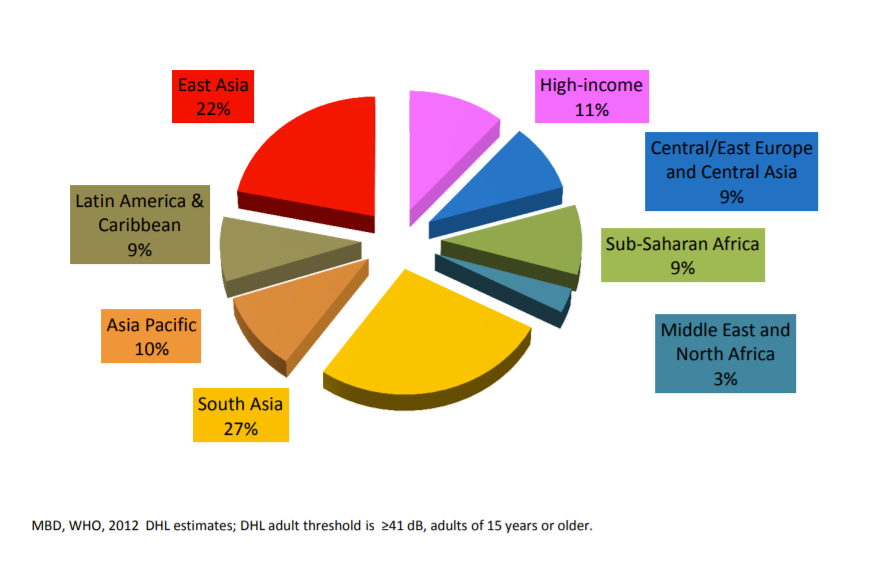 East Asia
22%
High-income
11%
Central/East Europe
and Central Asia
9%
Latin America &
Caribbean
9%
Sub-Saharan Africa
9%
Asia Pacific
10%
Middle East and
North Africa
3%
South Asia
27%
MBD, WHO, 2012  DHL estimates; DHL adult threshold is  ≥41 dB, adults of 15 years or older.